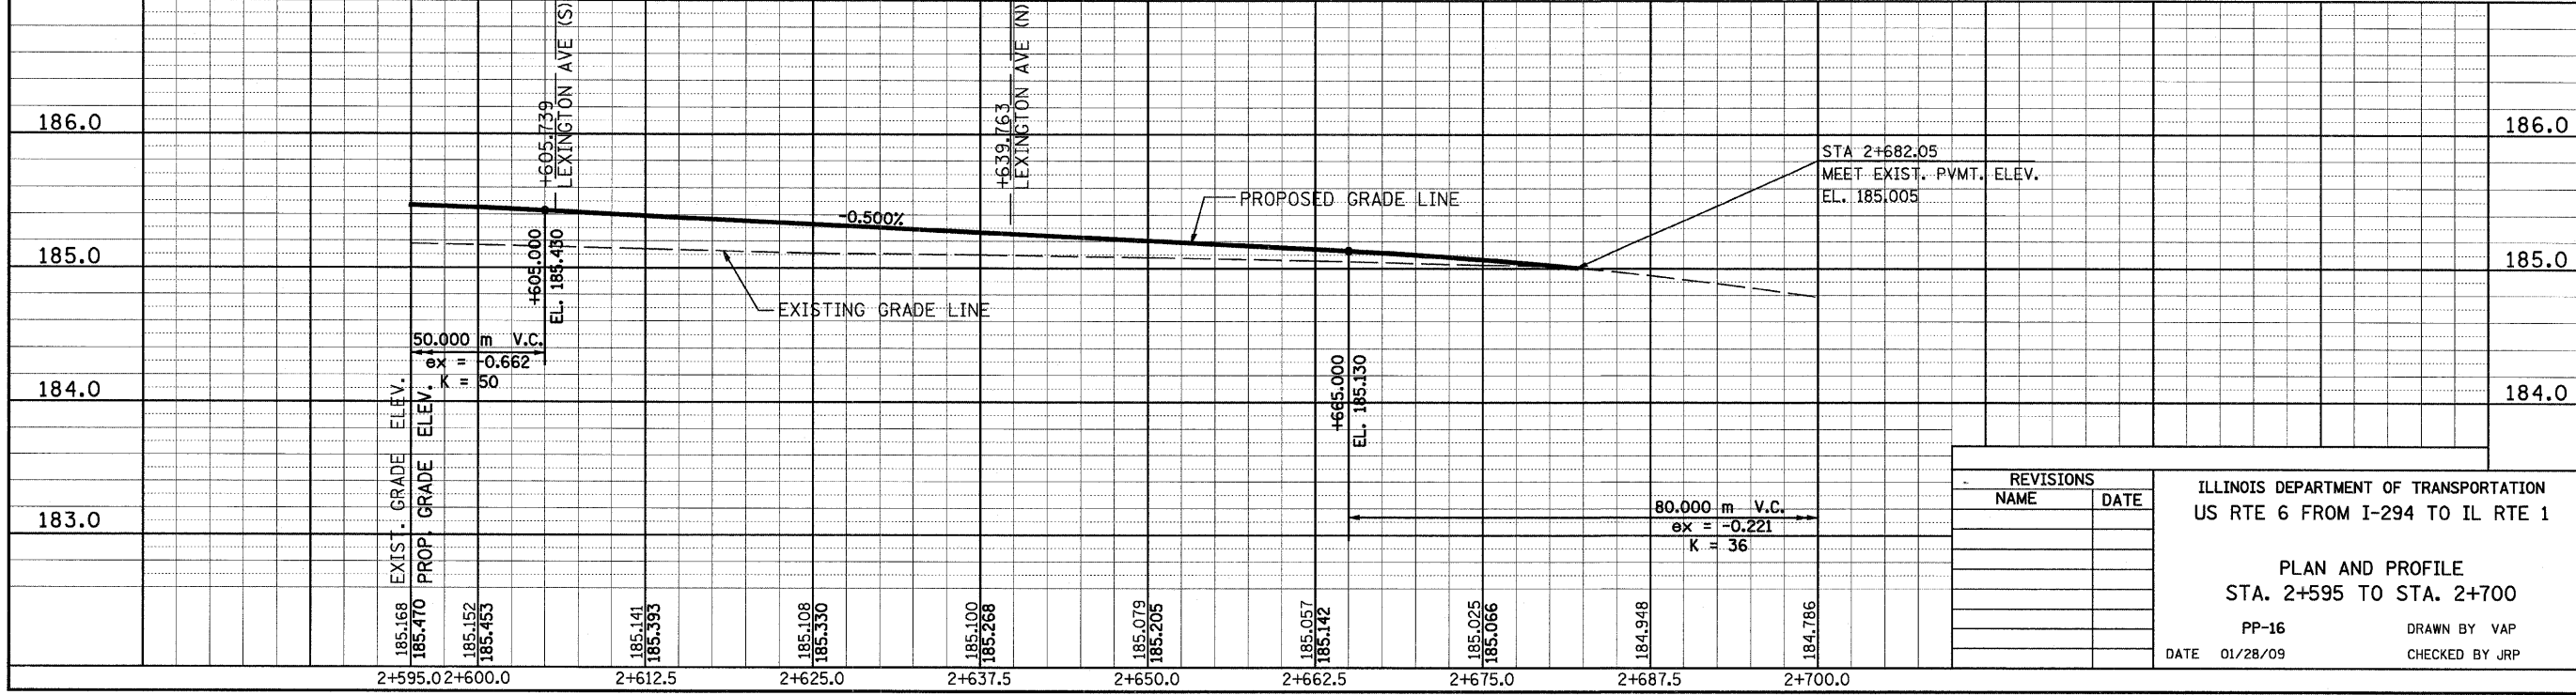 LEXINGTON AVE (S)
+605.739
LEXINGTON AVE (N)
+639.763
186.0
186.0
STA 2+682.05
MEET EXIST. PVMT. ELEV.
EL. 185.005
PROPOSED GRADE LINE
-0.500%
185.0
185.0
+605.000
EL. 185.430
EXISTING GRADE LINE
50.000 m V.C.
ex = -0.662
K = 50
184.0
184.0
+665.000
EL. 185.130
EXIST. GRADE ELEV.
PROP. GRADE ELEV.
183.0
80.000 m V.C.
ex = -0.221
K = 36
185.168
185.470
185.152
185.453
185.141
185.393
185.108
185.330
185.100
185.268
185.079
185.205
185.057
185.142
185.025
185.066
184.948
184.786
2+595.0 2+600.0 2+612.5 2+625.0 2+637.5 2+650.0 2+662.5 2+675.0 2+687.5 2+700.0
REVISIONS
NAME DATE
ILLINOIS DEPARTMENT OF TRANSPORTATION
US RTE 6 FROM I-294 TO IL RTE 1
PLAN AND PROFILE
STA. 2+595 TO STA. 2+700
PP-16 DRAWN BY VAP
DATE 01/28/09 CHECKED BY JRP